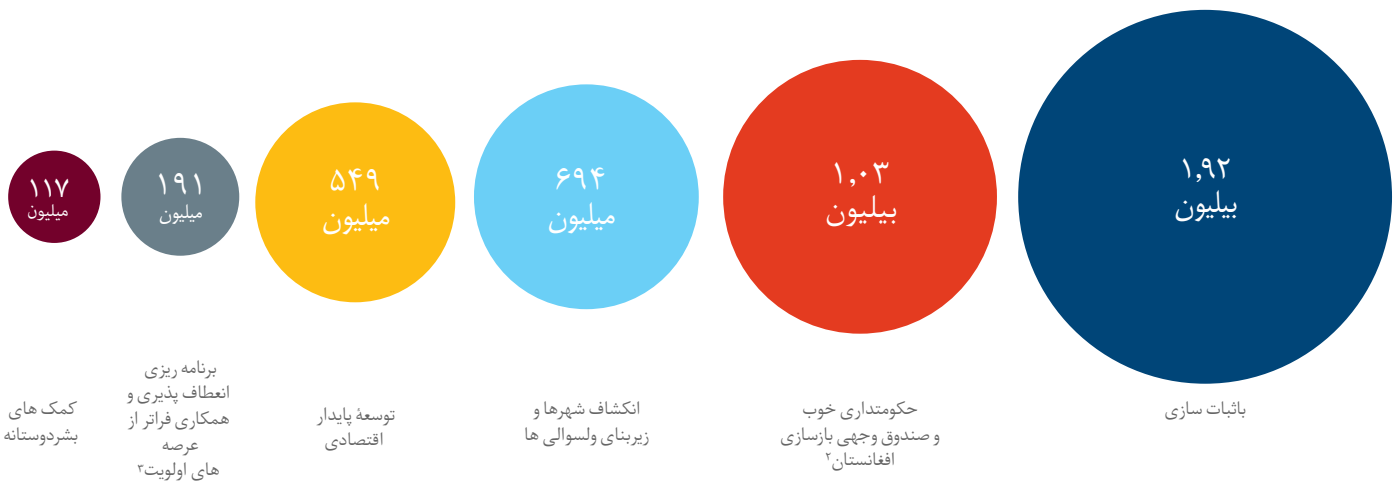 ۱,۹۲
بیلیون
باثبات سازی
۱,۰۳
بیلیون
حکومتداری خوب
و صندوق وجهی بازسازی
افغانستان۲
۶۹۴
میلیون
انکشاف شهرها و
زیربنای ولسوالی ها
۵۴۹
میلیون
توسعۀ پایدار
اقتصادی
۱۹۱
میلیون
برنامه ریزی
انعطاف پذیری و
همکاری فراتر از
عرصه
های اولویت۳
۱۱۷
میلیون
کمک های
بشردوستانه